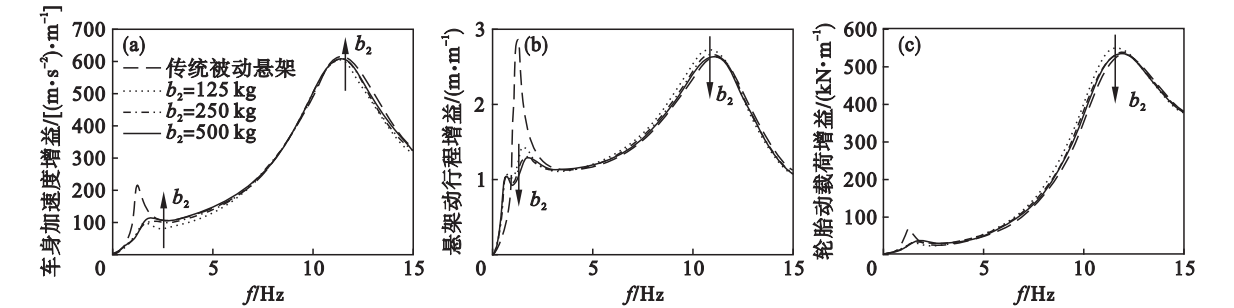 车身加速度增益/[(m·s⁻²)·m⁻¹]
700
600
500
400
300
200
100
0
5
10
15
f/Hz
(a)
b₂
传统被动悬架
b₂=125 kg
b₂=250 kg
b₂=500 kg
b₂
悬架动行程增益/(m·m⁻¹)
3
2
1
0
5
10
15
f/Hz
(b)
b₂
b₂
轮胎动载荷增益/(kN·m⁻¹)
600
500
400
300
200
100
0
5
10
15
f/Hz
(c)
b₂